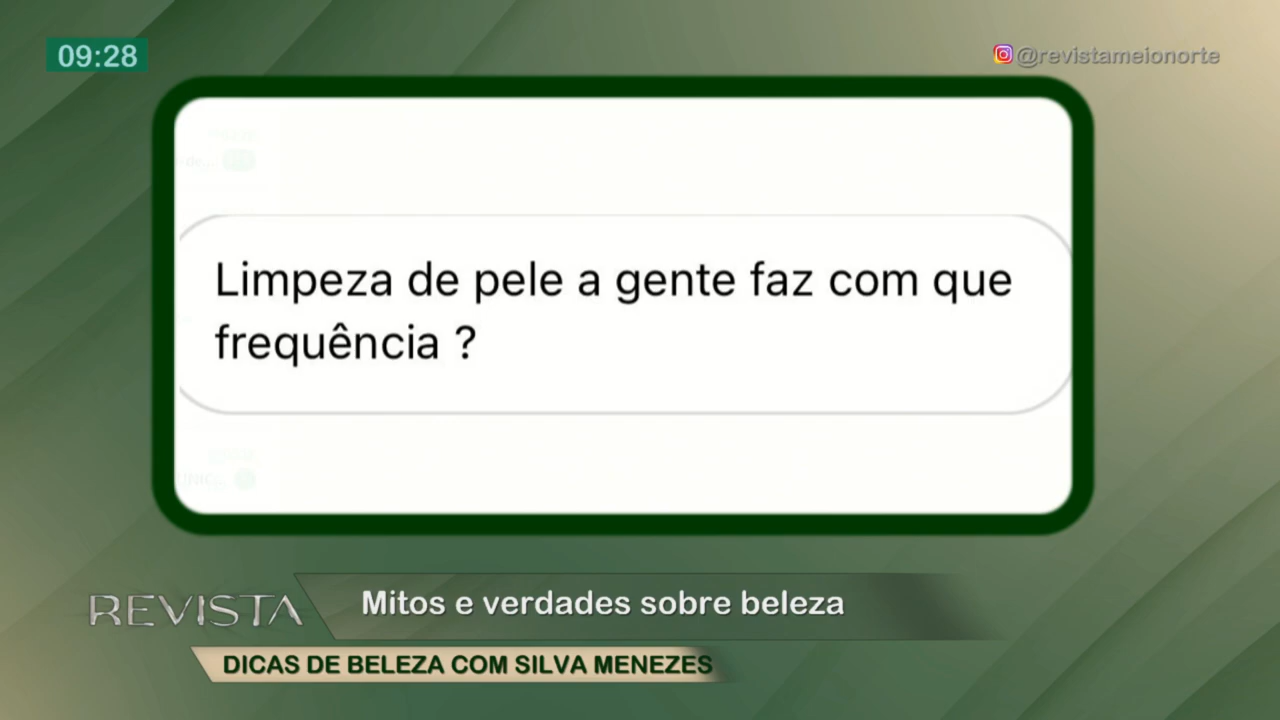 09:28
@revistameionorte
Limpeza de pele a gente faz com que
frequência ?
REVISTA
Mitos e verdades sobre beleza
DICAS DE BELEZA COM SILVA MENEZES